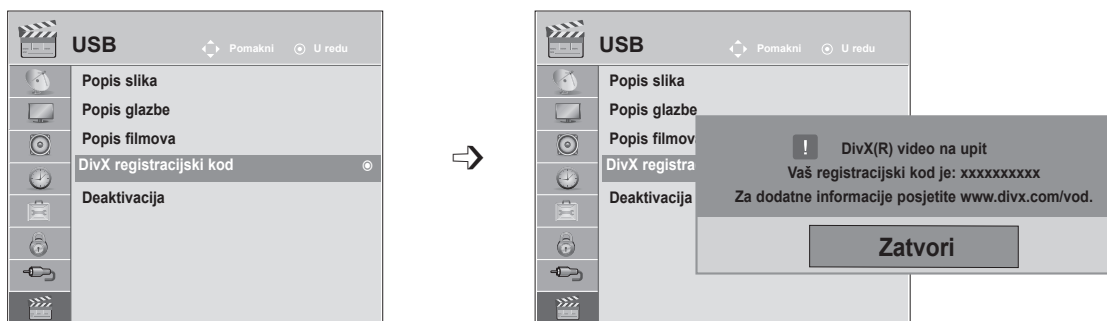 USB
Pomakni
U redu
Popis slika
Popis glazbe
Popis filmova
DivX registracijski kod
Deaktivacija
USB
Pomakni
U redu
Popis slika
Popis glazbe
Popis filmov
DivX registra
Deaktivacija
! DivX(R) video na upit
Vaš registracijski kod je: xxxxxxxxxx
Za dodatne informacije posjetite www.divx.com/vod.
Zatvori